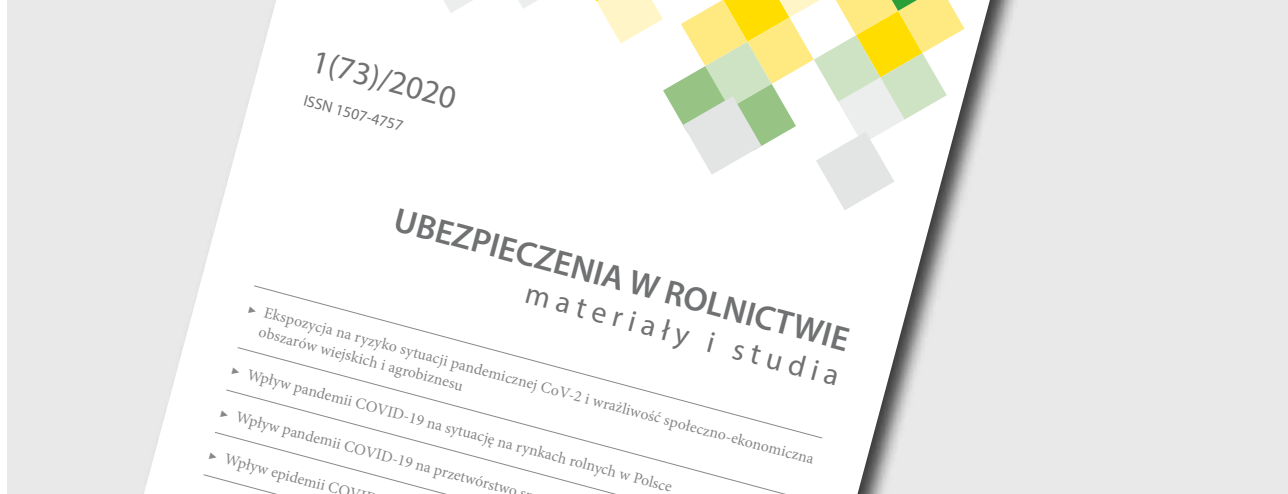 1(73)/2020
ISSN 1507-4757
UBEZPIECZENIA W ROLNICTWIE
materiały i studia
▸ Ekspozycja na ryzyko sytuacji pandemicznej CoV-2 i wrażliwość społeczno-ekonomiczna
obszarów wiejskich i agrobiznesu
▸ Wpływ pandemii COVID-19 na sytuację na rynkach rolnych w Polsce
▸ Wpływ pandemii COVID-19 na przetwórstwo
▸ Wpływ epidemii